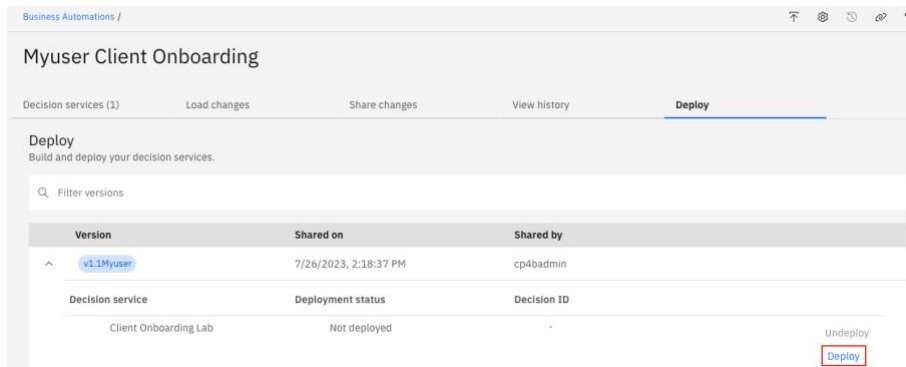 Business Automations /
Myuser Client Onboarding
Decision services (1) Load changes Share changes View history Deploy
Deploy
Build and deploy your decision services.
Filter versions
Version Shared on Shared by
v1.1Myuser 7/26/2023, 2:18:37 PM cp4badmin
Decision service Deployment status Decision ID
Client Onboarding Lab Not deployed -
Undeploy
Deploy